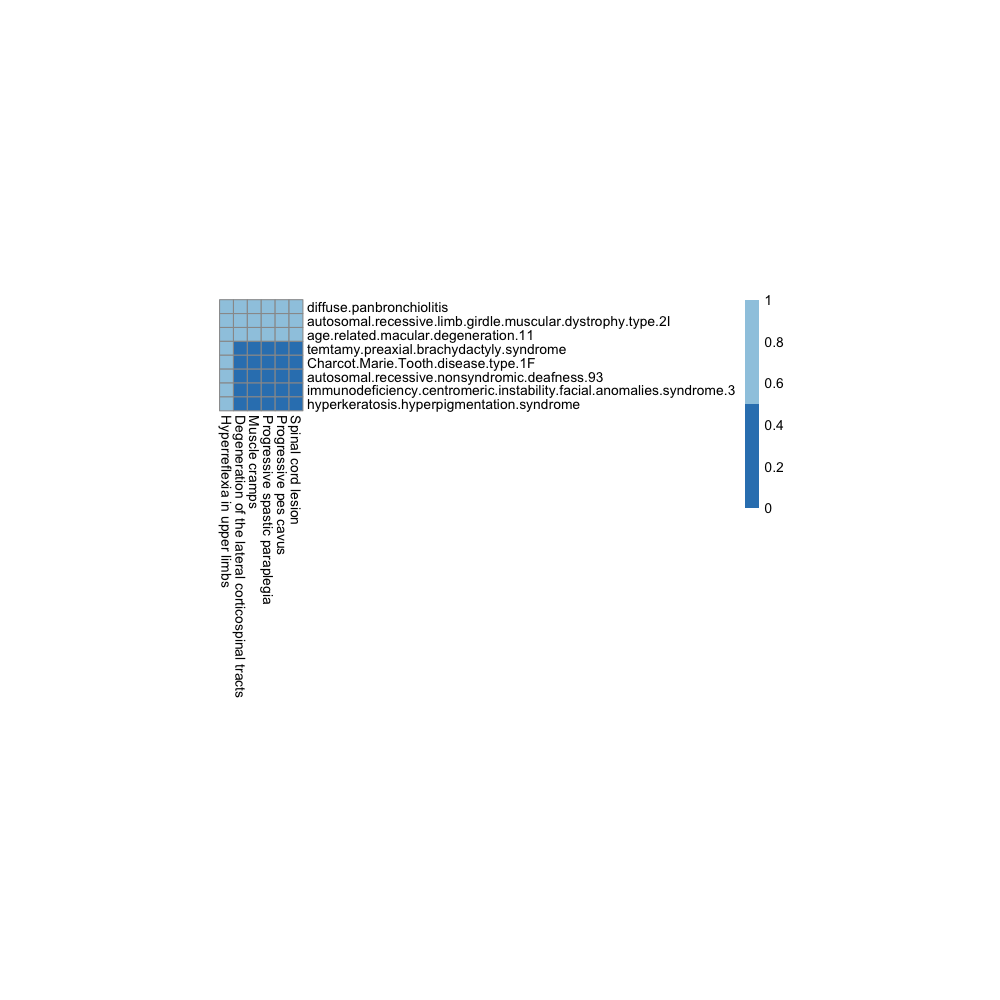 diffuse.panbronchiolitis
autosomal.recessive.limb.girdle.muscular.dystrophy.type.2I
age.related.macular.degeneration.11
temtamy.preaxial.brachydactyly.syndrome
Charcot.Marie.Tooth.disease.type.1F
autosomal.recessive.nonsyndromic.deafness.93
immunodeficiency.centromeric.instability.facial.anomalies.syndrome.3
hyperkeratosis.hyperpigmentation.syndrome
Hyperreflexia in upper limbs
Degeneration of the lateral corticospinal tracts
Muscle cramps
Progressive spastic paraplegia
Progressive pes cavus
Spinal cord lesion
1
0.8
0.6
0.4
0.2
0